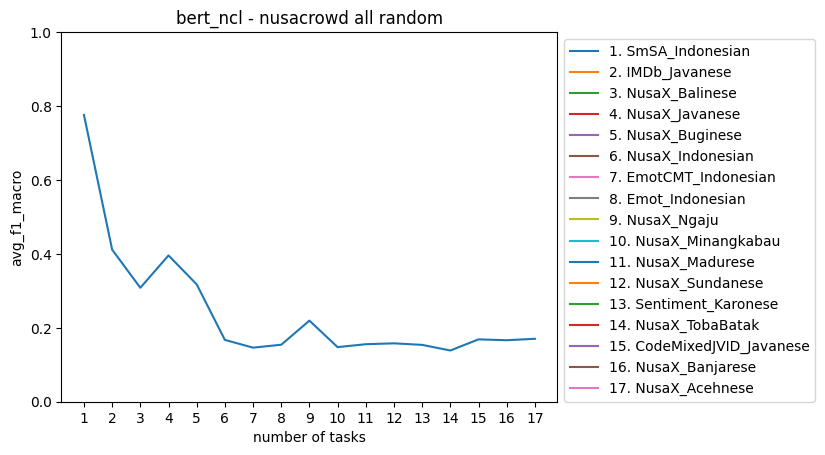 bert_ncl - nusacrowd all random
avg_f1_macro
1.0
0.8
0.6
0.4
0.2
0.0
1 2 3 4 5 6 7 8 9 10 11 12 13 14 15 16 17
number of tasks
1. SmSA_Indonesian
2. IMDb_Javanese
3. NusaX_Balinese
4. NusaX_Javanese
5. NusaX_Buginese
6. NusaX_Indonesian
7. EmotCMT_Indonesian
8. Emot_Indonesian
9. NusaX_Ngaju
10. NusaX_Minangkabau
11. NusaX_Madurese
12. NusaX_Sundanese
13. Sentiment_Karonese
14. NusaX_TobaBatak
15. CodeMixedJVID_Javanese
16. NusaX_Banjarese
17. NusaX_Acehnese